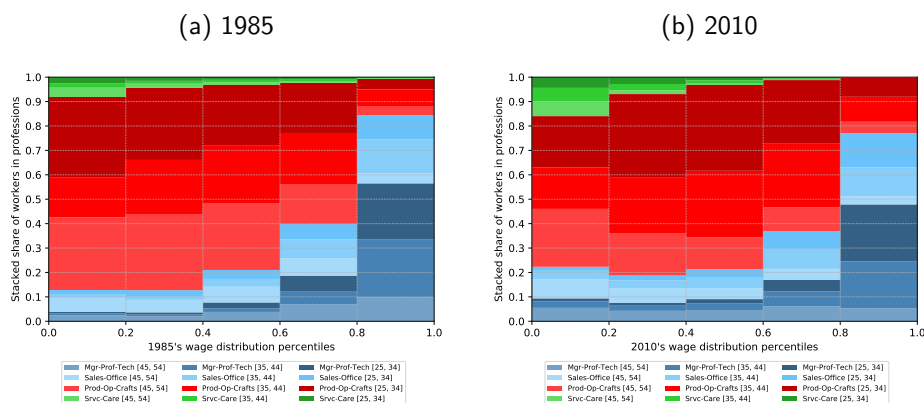 (a) 1985
(b) 2010
Stacked share of workers in professions
1.0
0.9
0.8
0.7
0.6
0.5
0.4
0.3
0.2
0.1
0.0
0.0 0.2 0.4 0.6 0.8 1.0
1985's wage distribution percentiles
Mgr-Prof-Tech [45, 54] Mgr-Prof-Tech [35, 44] Mgr-Prof-Tech [25, 34]
Sales-Office [45, 54] Sales-Office [35, 44] Sales-Office [25, 34]
Prod-Op-Crafts [45, 54] Prod-Op-Crafts [35, 44] Prod-Op-Crafts [25, 34]
Srvc-Care [45, 54] Srvc-Care [35, 44] Srvc-Care [25, 34]
Stacked share of workers in professions
1.0
0.9
0.8
0.7
0.6
0.5
0.4
0.3
0.2
0.1
0.0
0.0 0.2 0.4 0.6 0.8 1.0
2010's wage distribution percentiles
Mgr-Prof-Tech [45, 54] Mgr-Prof-Tech [35, 44] Mgr-Prof-Tech [25, 34]
Sales-Office [45, 54] Sales-Office [35, 44] Sales-Office [25, 34]
Prod-Op-Crafts [45, 54] Prod-Op-Crafts [35, 44] Prod-Op-Crafts [25, 34]
Srvc-Care [45, 54] Srvc-Care [35, 44] Srvc-Care [25, 34]